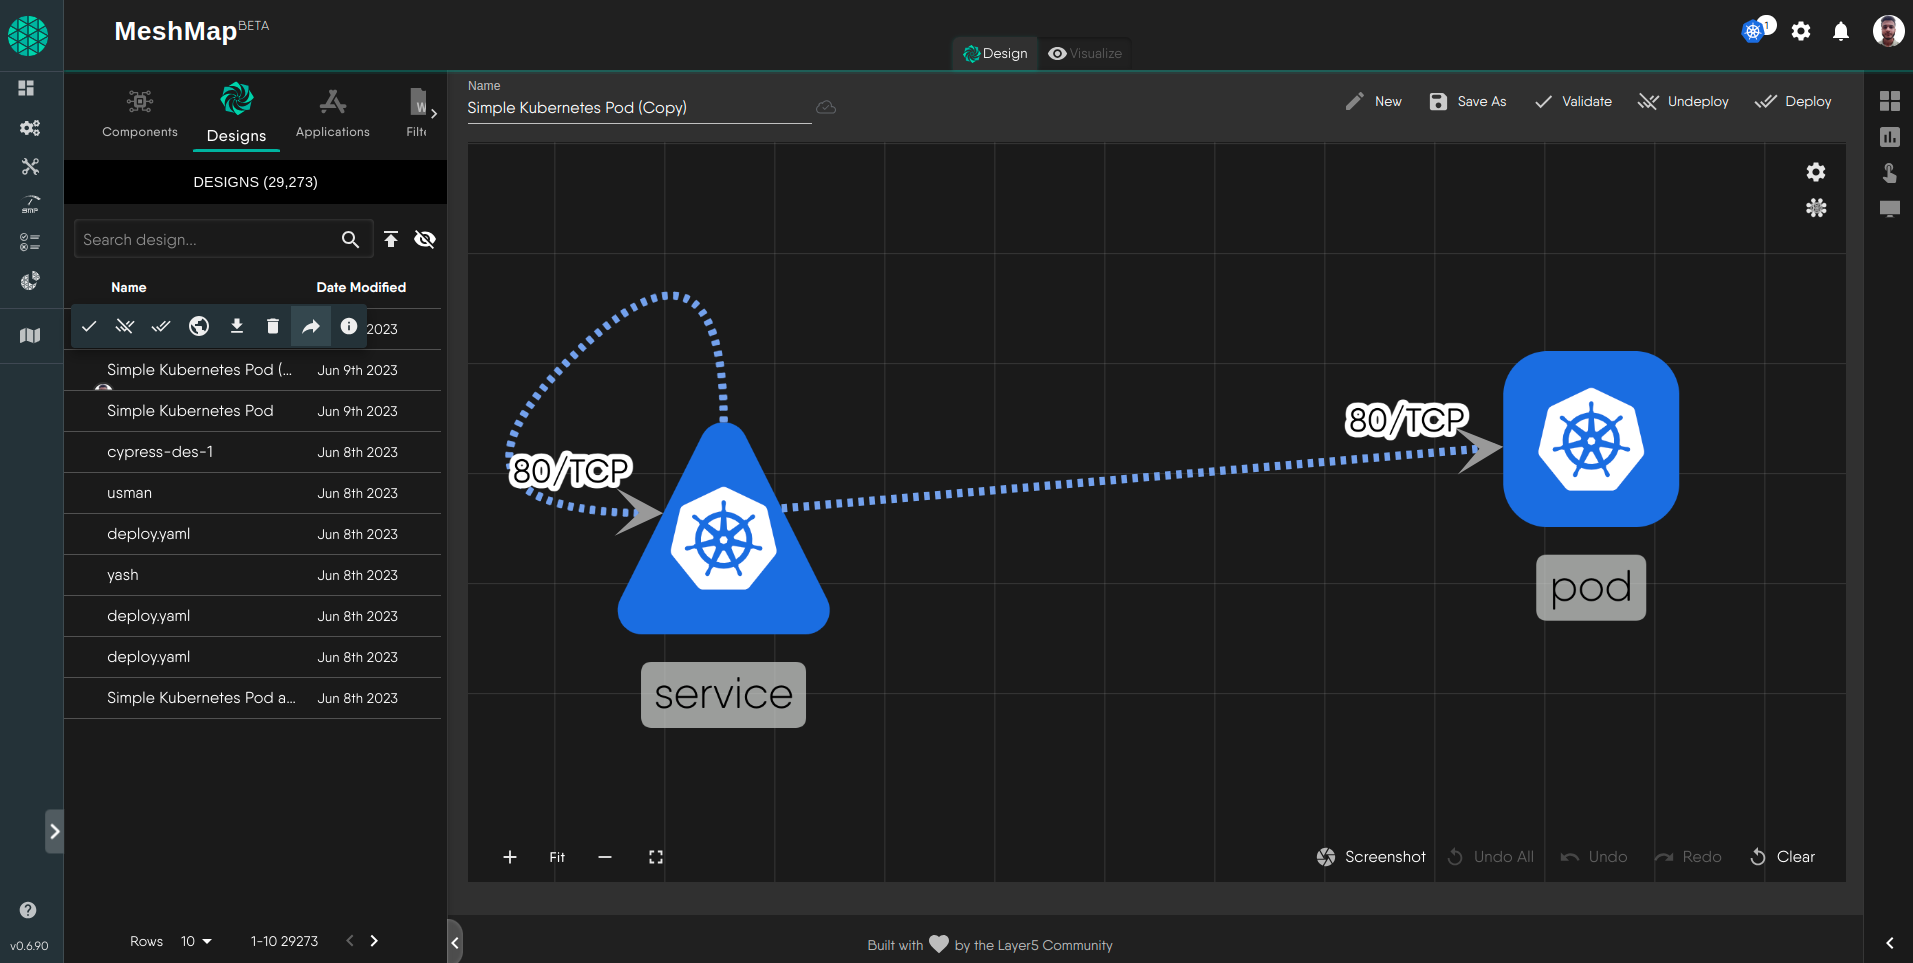 MeshMap BETA
1
Design
Visualize
Components
Designs
Applications
Filte
DESIGNS (29,273)
Search design...
Name
Date Modified
2023
Simple Kubernetes Pod (...
Jun 9th 2023
Simple Kubernetes Pod
Jun 9th 2023
cypress-des-1
Jun 8th 2023
usman
Jun 8th 2023
deploy.yaml
Jun 8th 2023
yash
Jun 8th 2023
deploy.yaml
Jun 8th 2023
deploy.yaml
Jun 8th 2023
Simple Kubernetes Pod a...
Jun 8th 2023
Rows 10
1-10 29273
v0.6.90
SMP
W
Name
Simple Kubernetes Pod (Copy)
New
Save As
Validate
Undeploy
Deploy
80/TCP
80/TCP
service
pod
Fit
Screenshot
Undo All
Undo
Redo
Clear
Built with
by the Layer5 Community